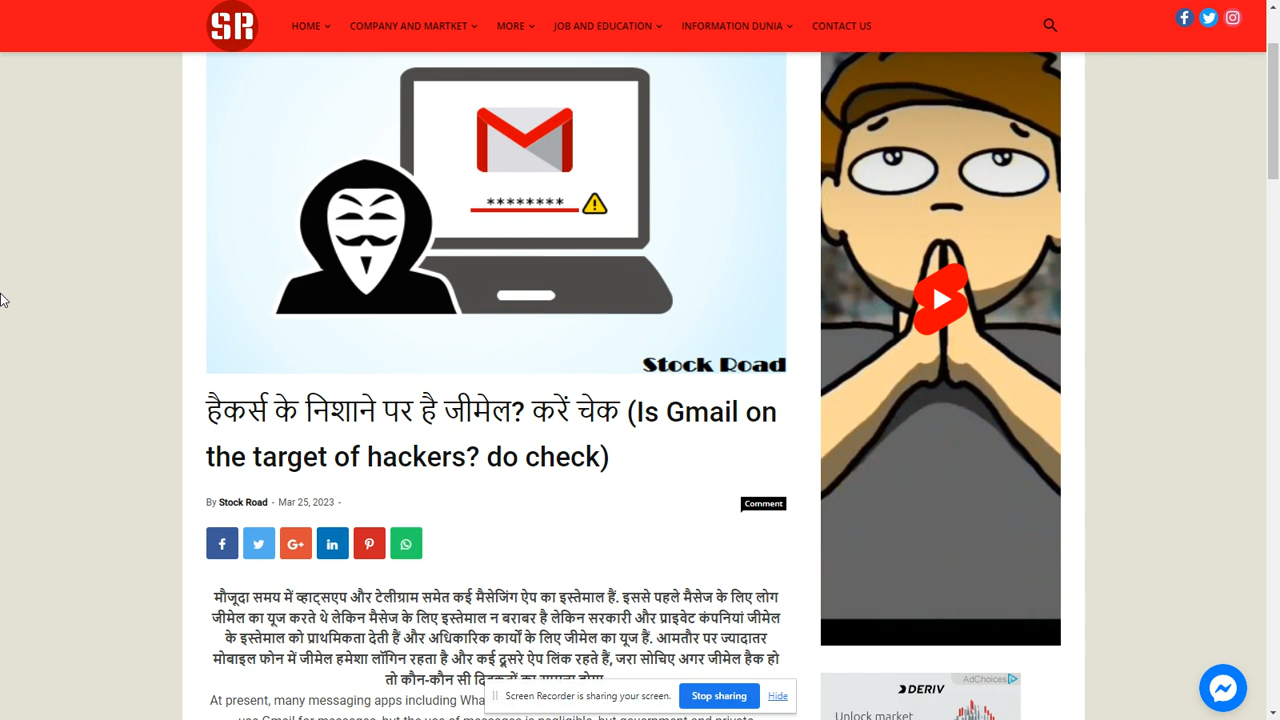 SR
HOME
COMPANY AND MARTKET
MORE
JOB AND EDUCATION
INFORMATION DUNIA
CONTACT US
********
Stock Road
हैकर्स के निशाने पर है जीमेल? करें चेक (Is Gmail on
the target of hackers? do check)
By Stock Road - Mar 25, 2023 -
Comment
मौजूदा समय में व्हाट्सएप और टेलीग्राम समेत कई मैसेजिंग ऐप का इस्तेमाल हैं. इससे पहले मैसेज के लिए लोग
जीमेल का यूज करते थे लेकिन मैसेज के लिए इस्तेमाल न बराबर है लेकिन सरकारी और प्राइवेट कंपनियां जीमेल
के इस्तेमाल को प्राथमिकता देती हैं और अधिकारिक कार्यों के लिए जीमेल का यूज हैं. आमतौर पर ज्यादातर
मोबाइल फोन में जीमेल हमेशा लॉगिन रहता है और कई दूसरे ऐप लिंक रहते हैं, जरा सोचिए अगर जीमेल हैक हो
तो कौन-कौन सी
At present, many messaging apps including
Screen Recorder is sharing your screen.
Stop sharing
Hide
AdChoices
DERIV
Unlock market